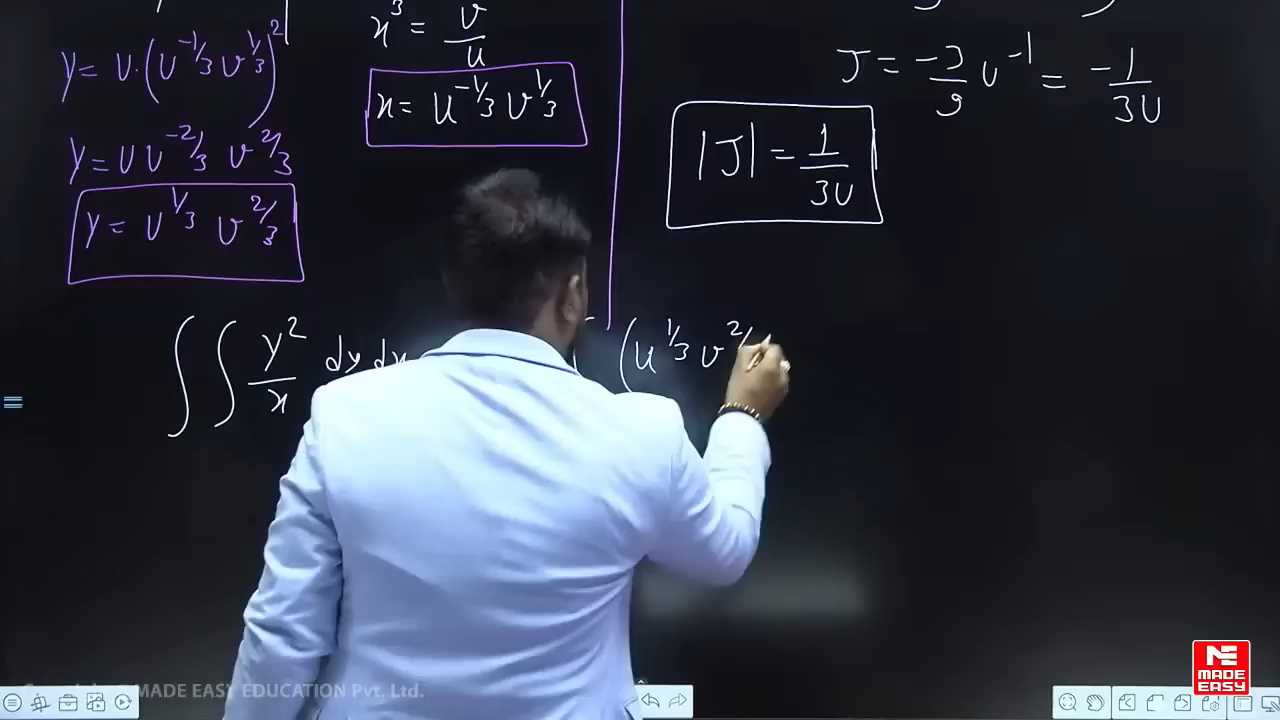 y = u·(u^{-1/3} v^{1/3})^2
y = u u^{-2/3} v^{2/3}
y = u^{1/3} v^{2/3}
x^3 = v/u
x = u^{-1/3} v^{1/3}
J = -3/9 u^{-1} = -1/3u
|J| = 1/3u
∫∫ y^2/x dy dx
(u^{1/3} v^{2/
MADE EASY EDUCATION Pvt. Ltd.
MADE
EASY